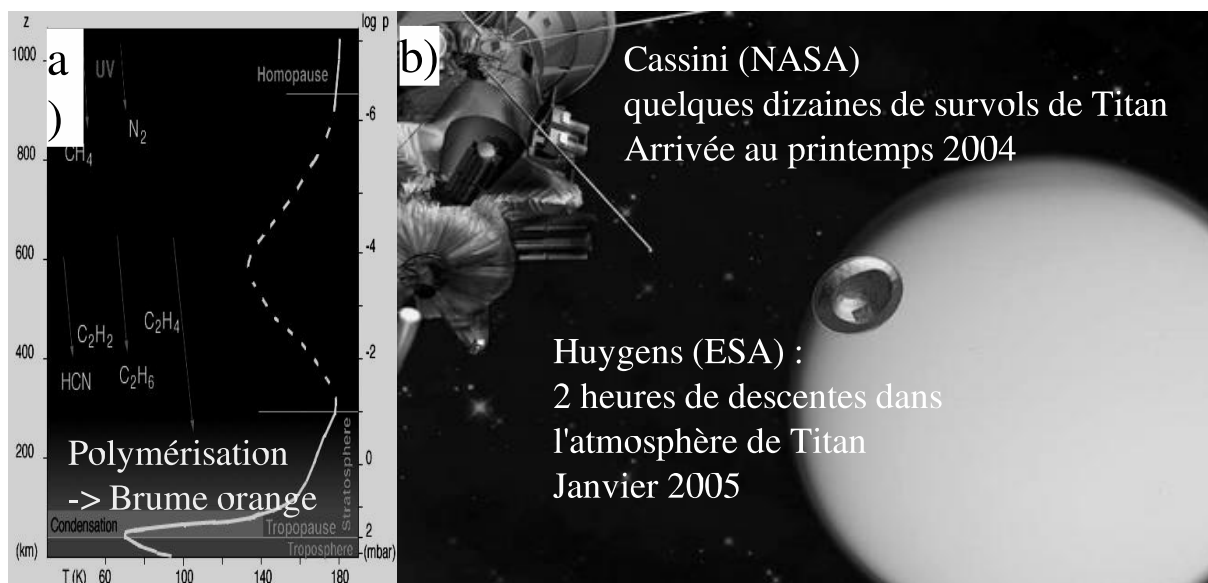 z
log p
a
)
1000
UV
Homopause
-6
N2
CH4
800
-4
600
C2H2
C2H4
400
-2
HCN
C2H6
200
0
Polymérisation
-> Brume orange
Stratosphere
Condensation
Tropopause
2
Troposphere
(km)
(mbar)
T (K)
60
100
140
180
b)
Cassini (NASA)
quelques dizaines de survols de Titan
Arrivée au printemps 2004
Huygens (ESA) :
2 heures de descentes dans
l'atmosphère de Titan
Janvier 2005